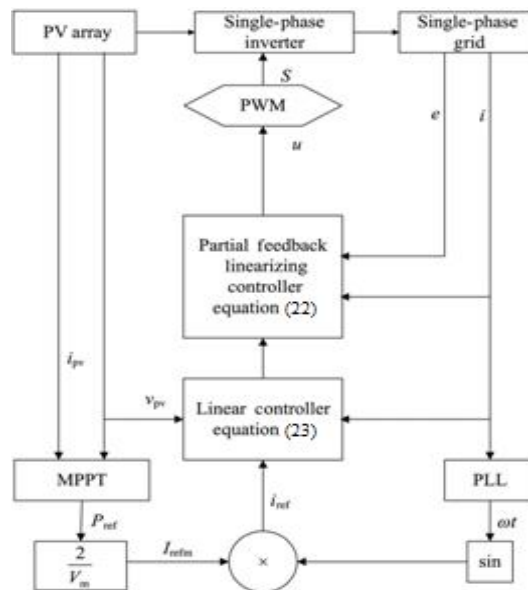 PV array
Single-phase
inverter
Single-phase
grid
S
PWM
e
i
u
Partial feedback
linearizing
controller
equation (22)
i_pv
v_pv
Linear controller
equation (23)
MPPT
PLL
P_ref
i_ref
ωt
2
V_m
I_refm
×
sin